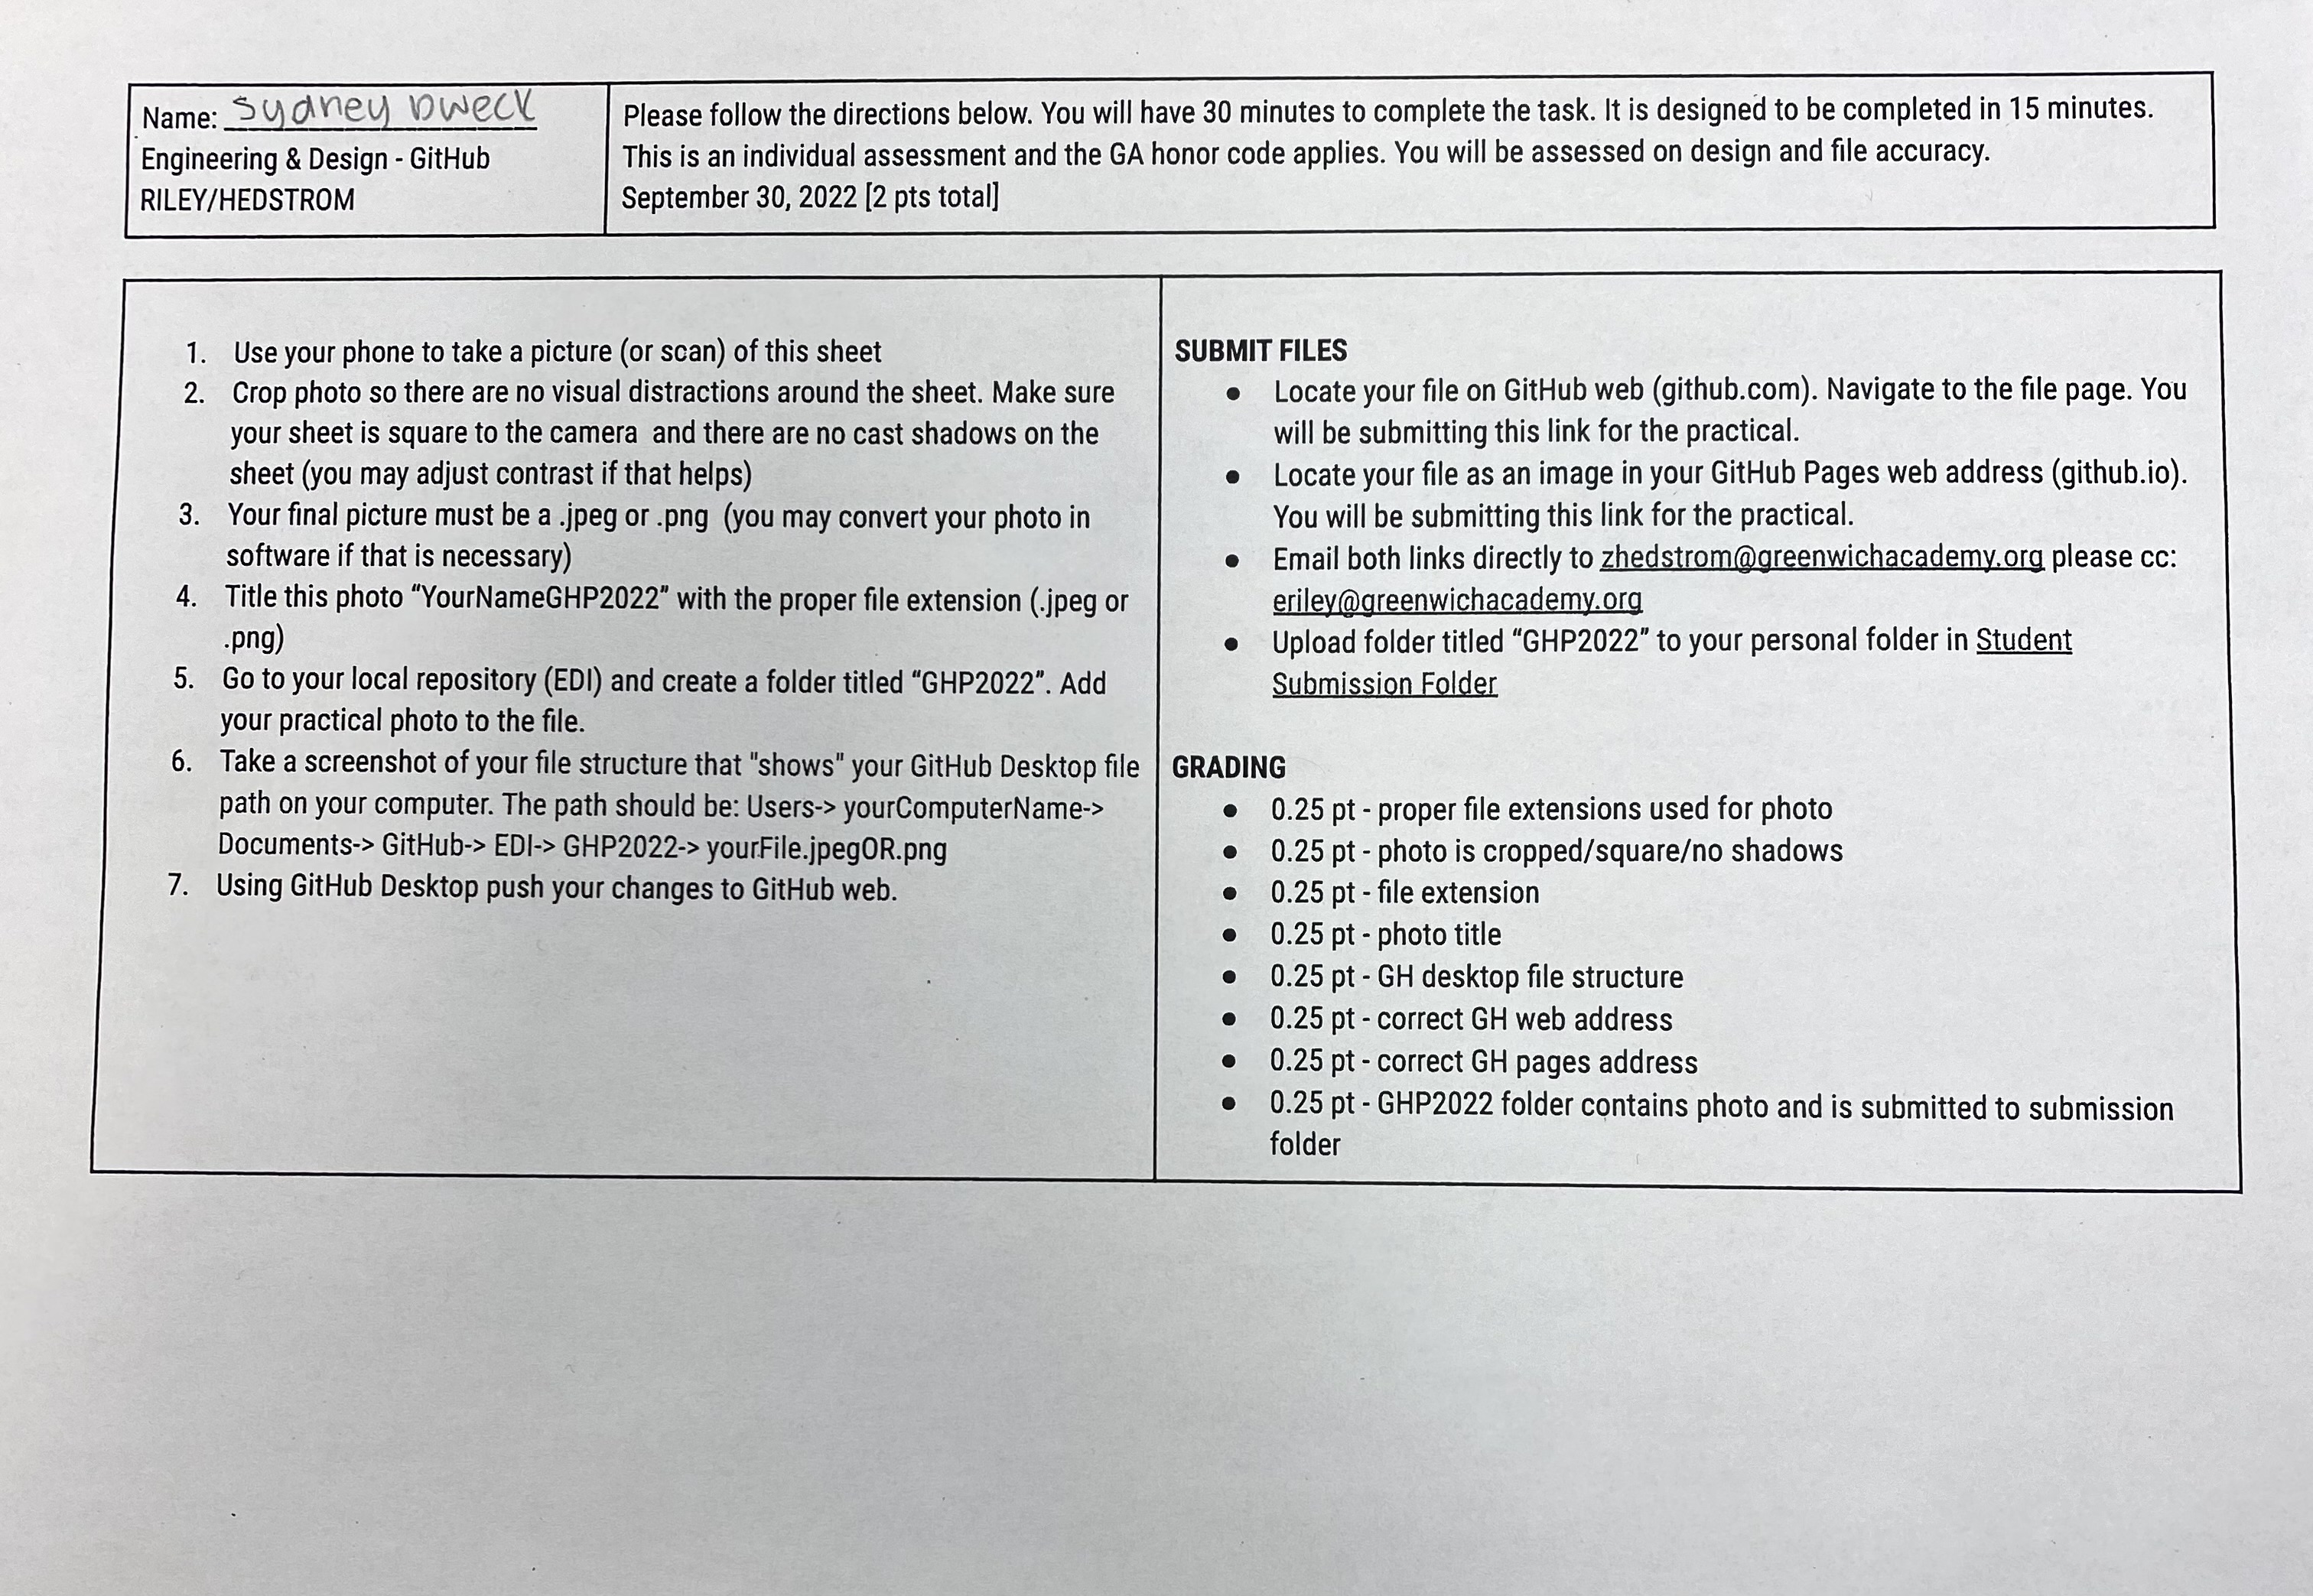 Name: Sydney Dweck
Engineering & Design - GitHub
RILEY/HEDSTROM
Please follow the directions below. You will have 30 minutes to complete the task. It is designed to be completed in 15 minutes.
This is an individual assessment and the GA honor code applies. You will be assessed on design and file accuracy.
September 30, 2022 [2 pts total]
1. Use your phone to take a picture (or scan) of this sheet
2. Crop photo so there are no visual distractions around the sheet. Make sure
your sheet is square to the camera and there are no cast shadows on the
sheet (you may adjust contrast if that helps)
3. Your final picture must be a .jpeg or .png (you may convert your photo in
software if that is necessary)
4. Title this photo “YourNameGHP2022” with the proper file extension (.jpeg or
.png)
5. Go to your local repository (EDI) and create a folder titled “GHP2022”. Add
your practical photo to the file.
6. Take a screenshot of your file structure that "shows" your GitHub Desktop file
path on your computer. The path should be: Users-> yourComputerName->
Documents-> GitHub-> EDI-> GHP2022-> yourFile.jpegOR.png
7. Using GitHub Desktop push your changes to GitHub web.
SUBMIT FILES
● Locate your file on GitHub web (github.com). Navigate to the file page. You
will be submitting this link for the practical.
● Locate your file as an image in your GitHub Pages web address (github.io).
You will be submitting this link for the practical.
● Email both links directly to zhedstrom@greenwichacademy.org please cc:
eriley@greenwichacademy.org
● Upload folder titled “GHP2022” to your personal folder in Student
Submission Folder
GRADING
● 0.25 pt - proper file extensions used for photo
● 0.25 pt - photo is cropped/square/no shadows
● 0.25 pt - file extension
● 0.25 pt - photo title
● 0.25 pt - GH desktop file structure
● 0.25 pt - correct GH web address
● 0.25 pt - correct GH pages address
● 0.25 pt - GHP2022 folder contains photo and is submitted to submission
folder